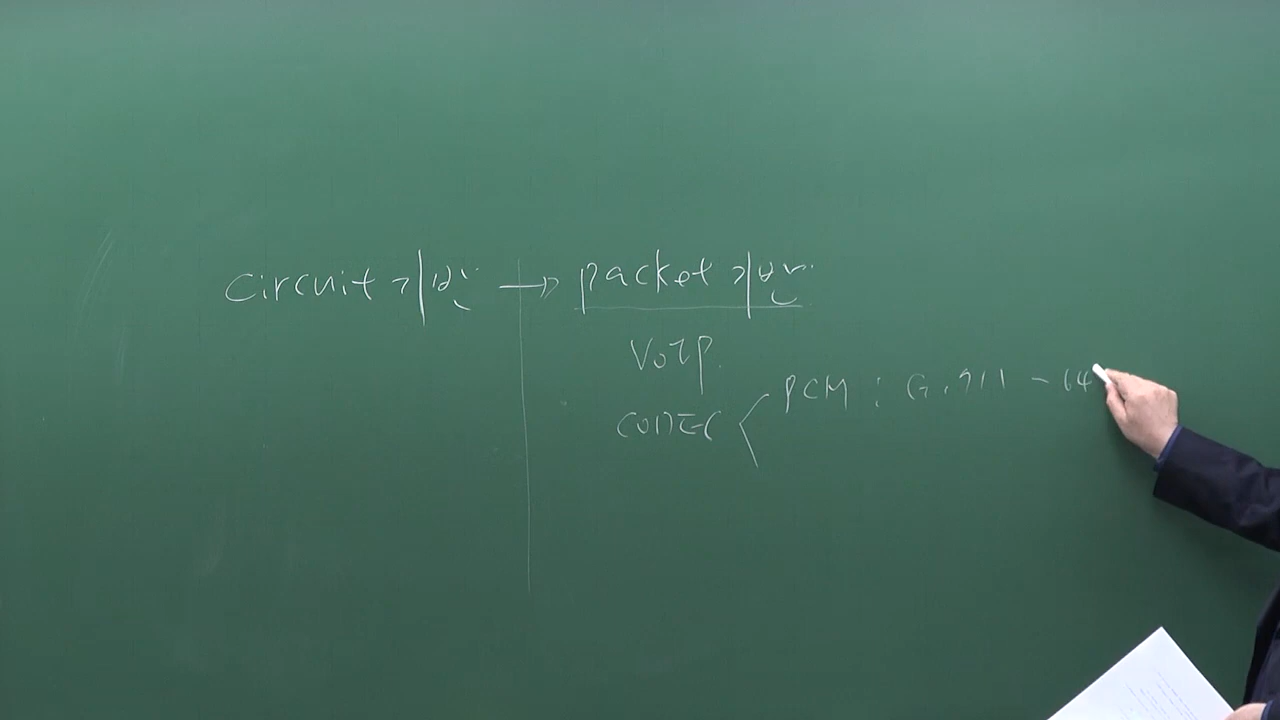 circuit 기반 → packet 기반
VoIP.
CODEC < PCM : G.711 - 64